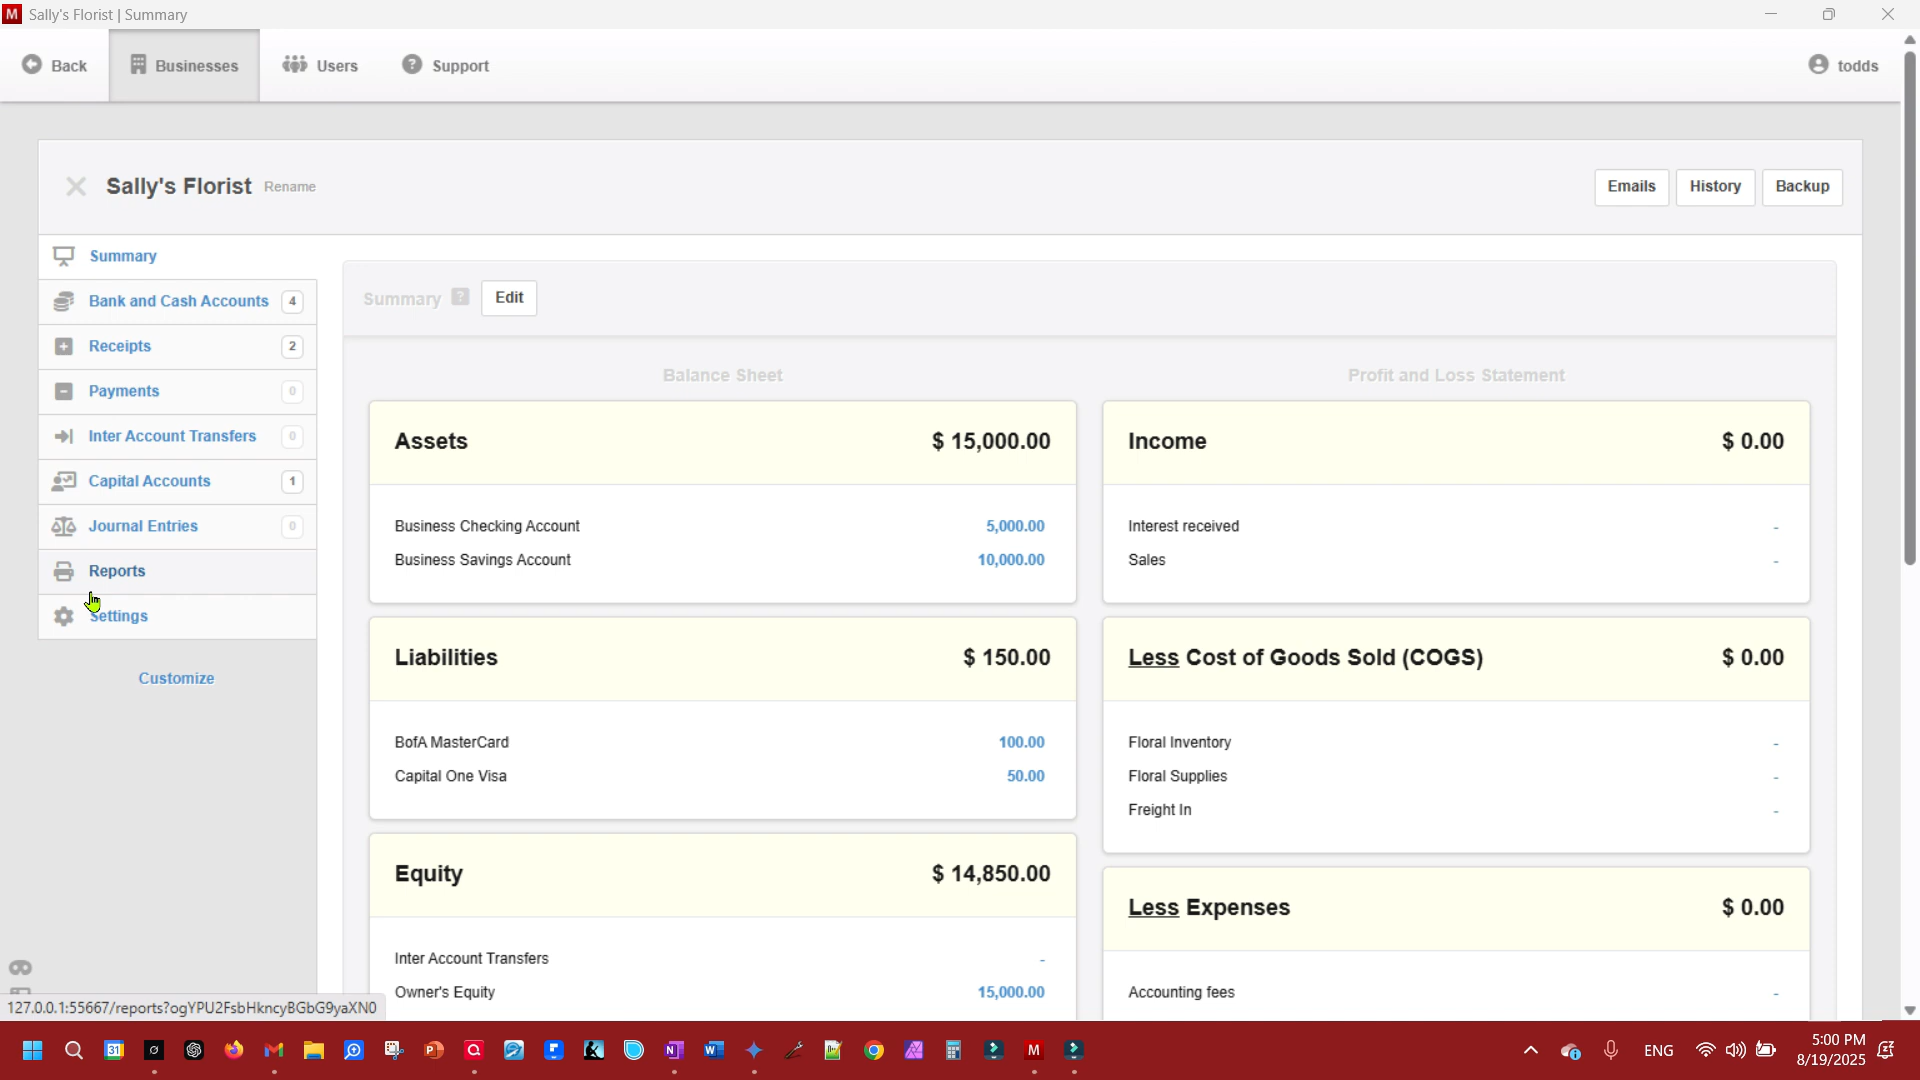 Sally's Florist | Summary
Back
Businesses
Users
Support
todds
Sally's Florist Rename
Emails
History
Backup
Summary
Bank and Cash Accounts 4
Receipts 2
Payments 0
Inter Account Transfers 0
Capital Accounts 1
Journal Entries 0
Reports
Settings
Customize
Summary ? Edit
Balance Sheet
Assets $ 15,000.00
Business Checking Account 5,000.00
Business Savings Account 10,000.00
Liabilities $ 150.00
BofA MasterCard 100.00
Capital One Visa 50.00
Equity $ 14,850.00
Inter Account Transfers -
Owner's Equity 15,000.00
Profit and Loss Statement
Income $ 0.00
Interest received -
Sales -
Less Cost of Goods Sold (COGS) $ 0.00
Floral Inventory -
Floral Supplies -
Freight In -
Less Expenses $ 0.00
Accounting fees -
127.0.0.1:55667/reports?ogYPU2FsbHkncyBGbG9yaXN0
ENG
5:00 PM
8/19/2025